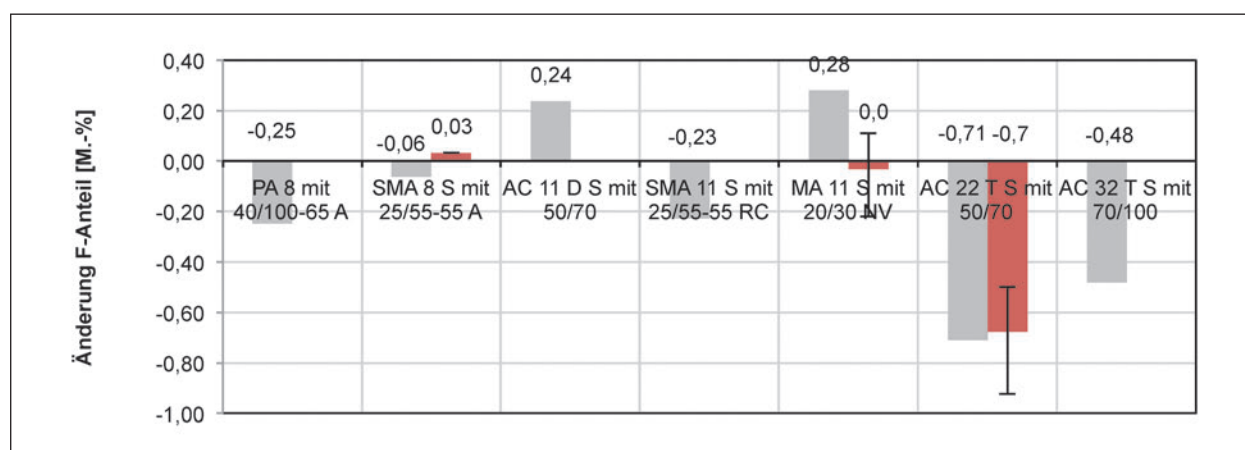 Änderung F-Anteil [M.-%]
0,40
0,20
0,00
-0,20
-0,40
-0,60
-0,80
-1,00
-0,25
-0,06
0,03
0,24
-0,23
0,28
0,0
-0,71
-0,7
-0,48
PA 8 mit
40/100-65 A
SMA 8 S mit
25/55-55 A
AC 11 D S mit
50/70
SMA 11 S mit
25/55-55 RC
MA 11 S mit
20/30 NV
AC 22 T S mit
50/70
AC 32 T S mit
70/100